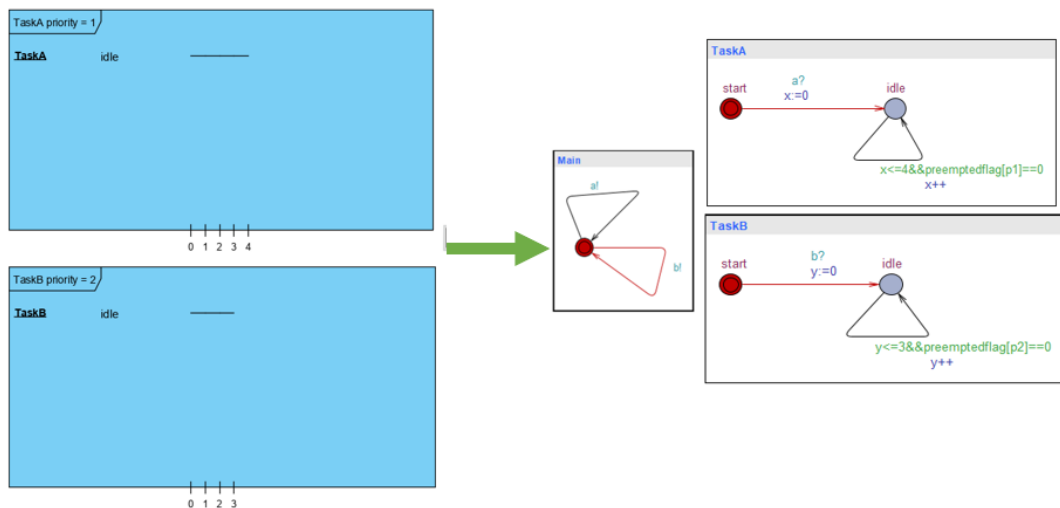 TaskA priority = 1
TaskA idle
0 1 2 3 4
TaskB priority = 2
TaskB idle
0 1 2 3
Main
a!
b!
TaskA
start
a?
x:=0
idle
x<=4&&preemptedflag[p1]==0
x++
TaskB
start
b?
y:=0
idle
y<=3&&preemptedflag[p2]==0
y++